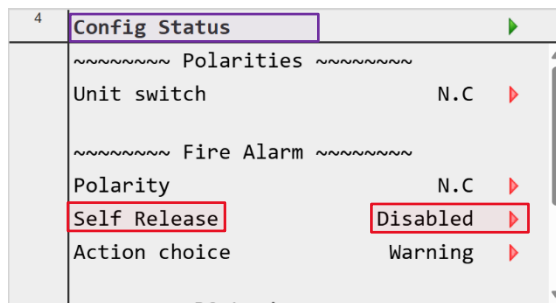 4
Config Status
~~~~~~~~ Polarities ~~~~~~~~
Unit switch N.C
~~~~~~~~ Fire Alarm ~~~~~~~~
Polarity N.C
Self Release Disabled
Action choice Warning